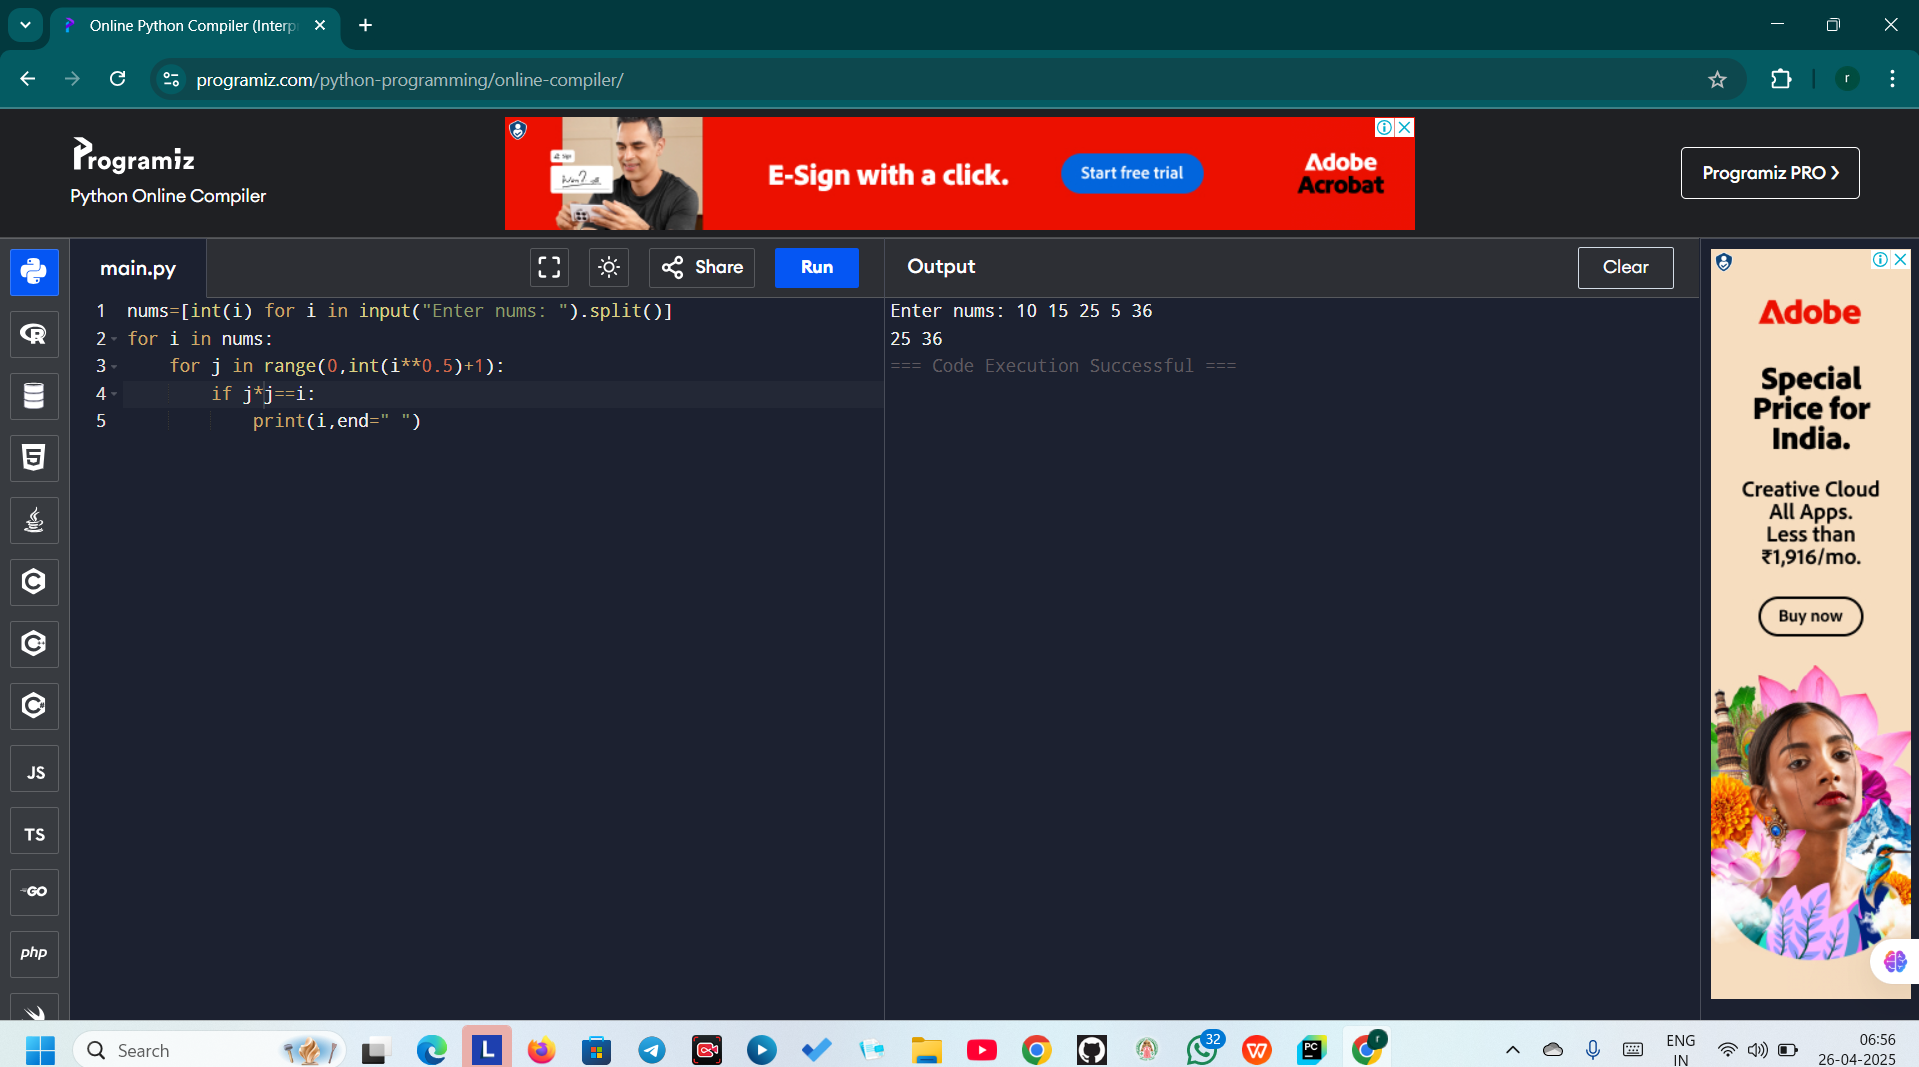 Online Python Compiler (Interp
programiz.com/python-programming/online-compiler/
r
Programiz
Python Online Compiler
E-Sign with a click.
Start free trial
Adobe
Acrobat
Programiz PRO
main.py
Share
Run
Output
Clear
1 nums=[int(i) for i in input("Enter nums: ").split()]
2 for i in nums:
3 for j in range(0,int(i**0.5)+1):
4 if j*j==i:
5 print(i,end=" ")
Enter nums: 10 15 25 5 36
25 36
=== Code Execution Successful ===
Adobe
Special
Price for
India.
Creative Cloud
All Apps.
Less than
₹1,916/mo.
Buy now
JS
TS
GO
php
Search
L
32
W
PC
r
ENG
IN
06:56
26-04-2025